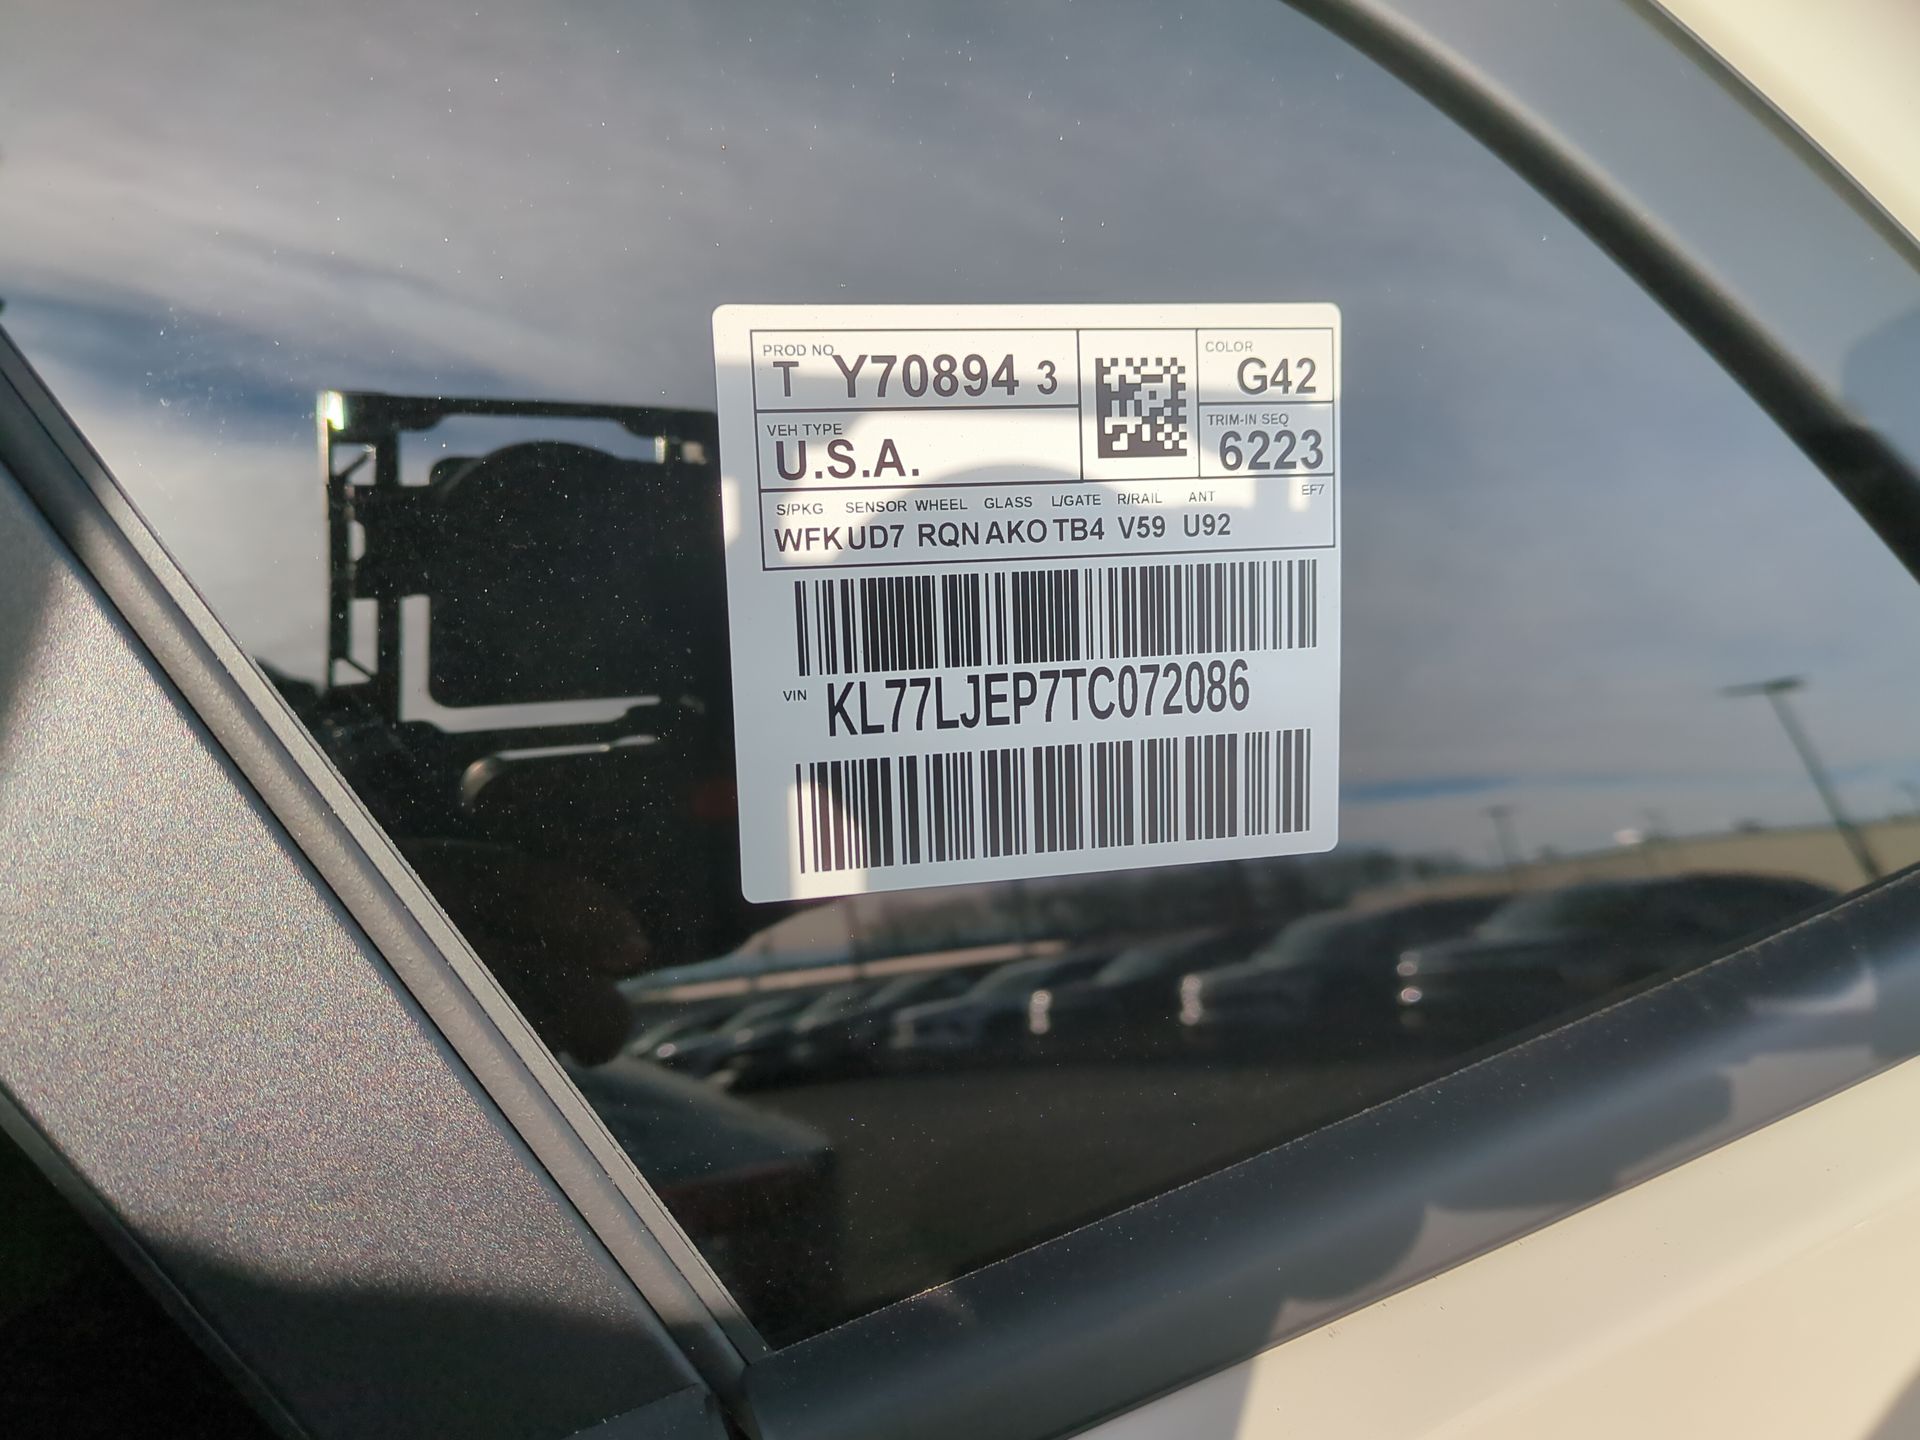 PROD NO
T Y70894 3
COLOR
G42
VEH TYPE
U.S.A.
TRIM-IN SEQ
6223
S/PKG SENSOR WHEEL GLASS L/GATE R/RAIL ANT EF7
WFK UD7 RQN AKO TB4 V59 U92
VIN KL77LJEP7TC072086